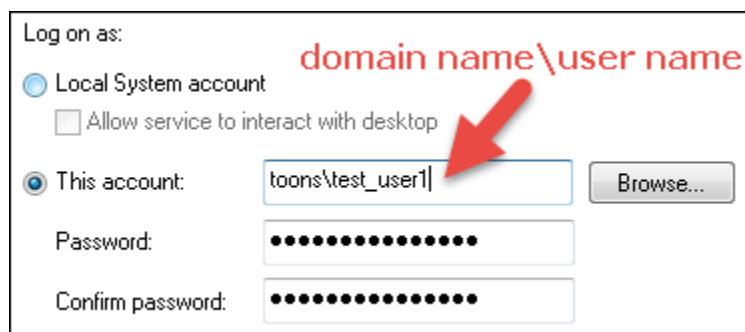 Log on as:
domain name\user name
Local System account
Allow service to interact with desktop
This account:
toons\test_user1
Browse...
Password:
●●●●●●●●●●●●●●●
Confirm password:
●●●●●●●●●●●●●●●